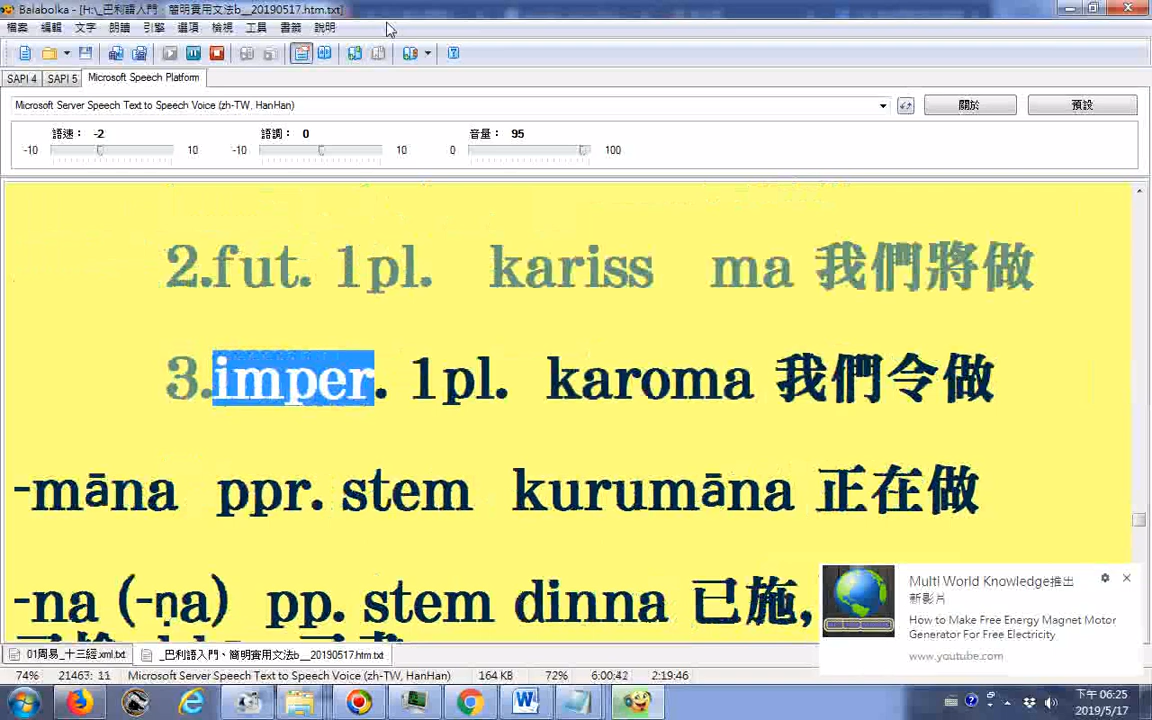 Balabolka - [H:\_巴利語入門、簡明實用文法b__20190517.htm.txt]
檔案 編輯 文字 朗讀 引擎 選項 檢視 工具 書籤 說明
SAPI 4 SAPI 5 Microsoft Speech Platform
Microsoft Server Speech Text to Speech Voice (zh-TW, HanHan) 關於 預設
語速： -2 語調： 0 音量： 95
-10 10 -10 10 0 100
2.fut. 1pl. kariss ma 我們將做
3.imper. 1pl. karoma 我們令做
-māna ppr. stem kurumāna 正在做
-na (-ṇa) pp. stem dinna 已施,
Multi World Knowledge推出
新影片
How to Make Free Energy Magnet Motor
Generator For Free Electricity
www.youtube.com
01周易_十三經.xml.txt _巴利語入門、簡明實用文法b__20190517.htm.txt
74% 21463: 11 Microsoft Server Speech Text to Speech Voice (zh-TW, HanHan) 164 KB 72% 6:00:42 2:19:46
下午 06:25
2019/5/17